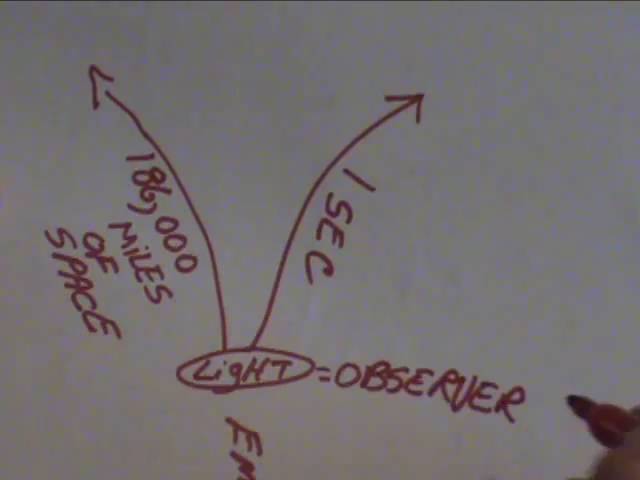 186,000
MiLES
OF
SPACE
1 SEC
LigHT = OBSERVER